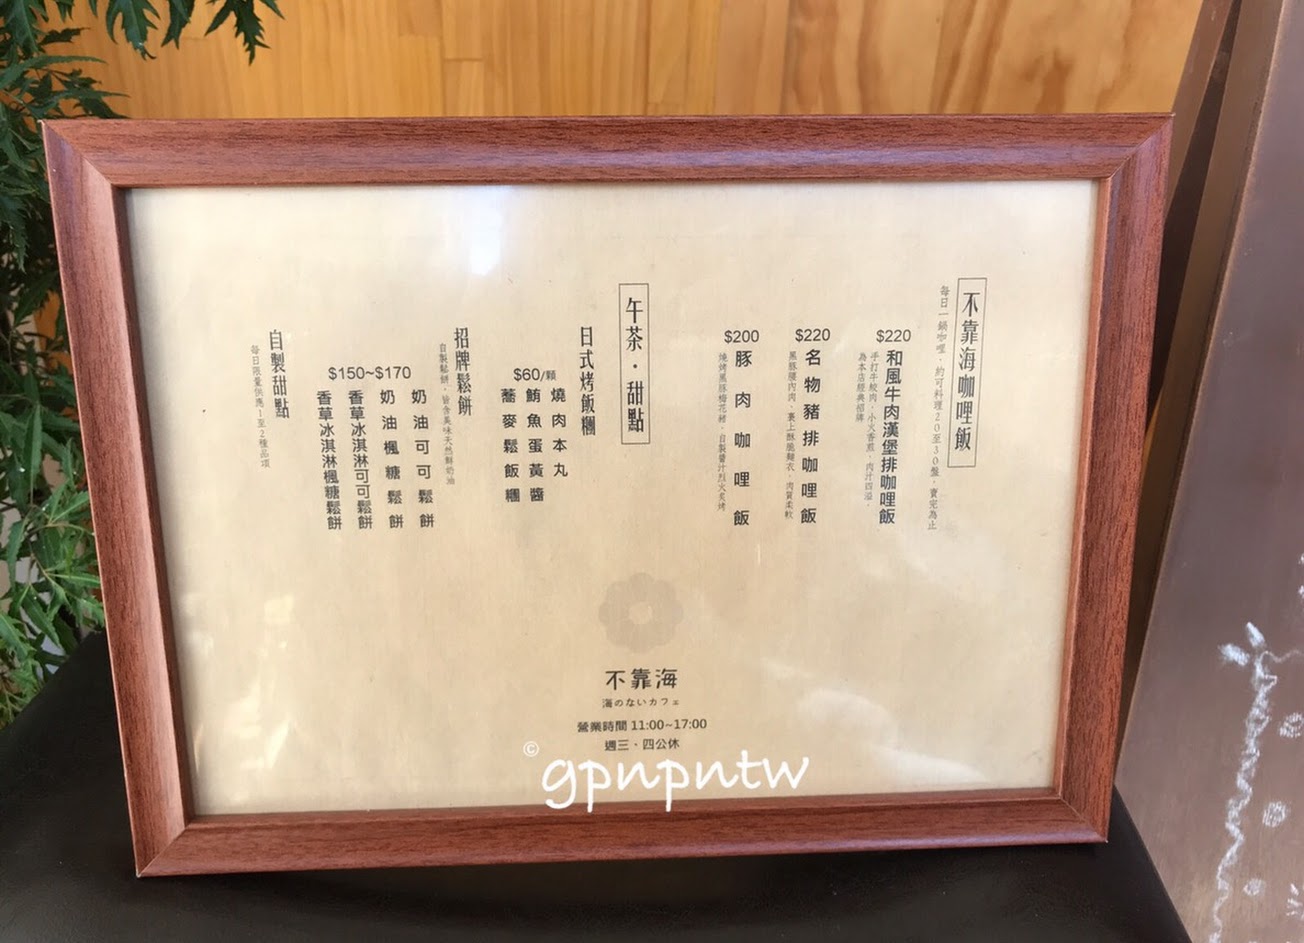 不靠海咖哩飯
每日一鍋咖哩，約可料理20至30盤，賣完為止
$220
和風牛肉漢堡排咖哩飯
手打牛絞肉，小火香煎，肉汁四溢，
為本店經典招牌
$220
名物豬排咖哩飯
黑豚腰內肉，裹上酥脆麵衣，肉質柔軟
$200
豚肉咖哩飯
燒烤黑豚梅花豬，自製醬汁烈火炙烤
午茶・甜點
日式烤飯糰
$60/顆
燒肉本丸
鮪魚蛋黃醬
蕎麥鬆飯糰
招牌鬆餅
自製鬆餅，皆含美味天然鮮奶油
$150~$170
奶油可可鬆餅
奶油楓糖鬆餅
香草冰淇淋可可鬆餅
香草冰淇淋楓糖鬆餅
自製甜點
每日限量供應1至2種品項
不靠海
海のないカフェ
營業時間 11:00~17:00
週三、四公休
© gpnpntw